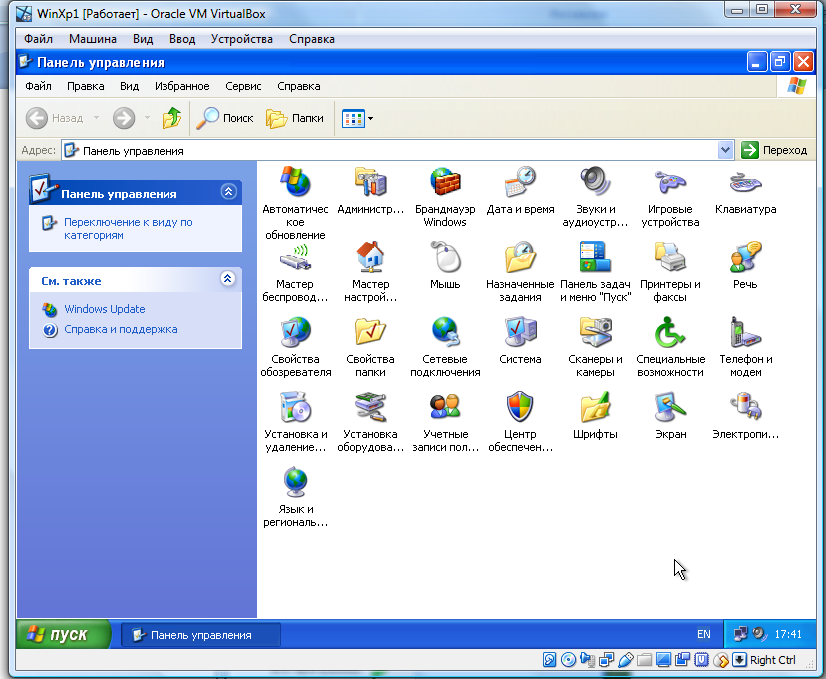 WinXp1 [Работает] - Oracle VM VirtualBox
Файл Машина Вид Ввод Устройства Справка
Панель управления
Файл Правка Вид Избранное Сервис Справка
Назад Поиск Папки
Адрес: Панель управления Переход
Панель управления
Переключение к виду по
категориям
См. также
Windows Update
Справка и поддержка
Автоматичес
кое
обновление
Администр...
Брандмауэр
Windows
Дата и время
Звуки и
аудиоустр...
Игровые
устройства
Клавиатура
Мастер
беспровод...
Мастер
настрой...
Мышь
Назначенные
задания
Панель задач
и меню "Пуск"
Принтеры и
факсы
Речь
Свойства
обозревателя
Свойства
папки
Сетевые
подключения
Система
Сканеры и
камеры
Специальные
возможности
Телефон и
модем
Установка и
удаление...
Установка
оборудова...
Учетные
записи пол...
Центр
обеспечен...
Шрифты
Экран
Электропи...
Язык и
региональ...
пуск Панель управления EN 17:41
Right Ctrl